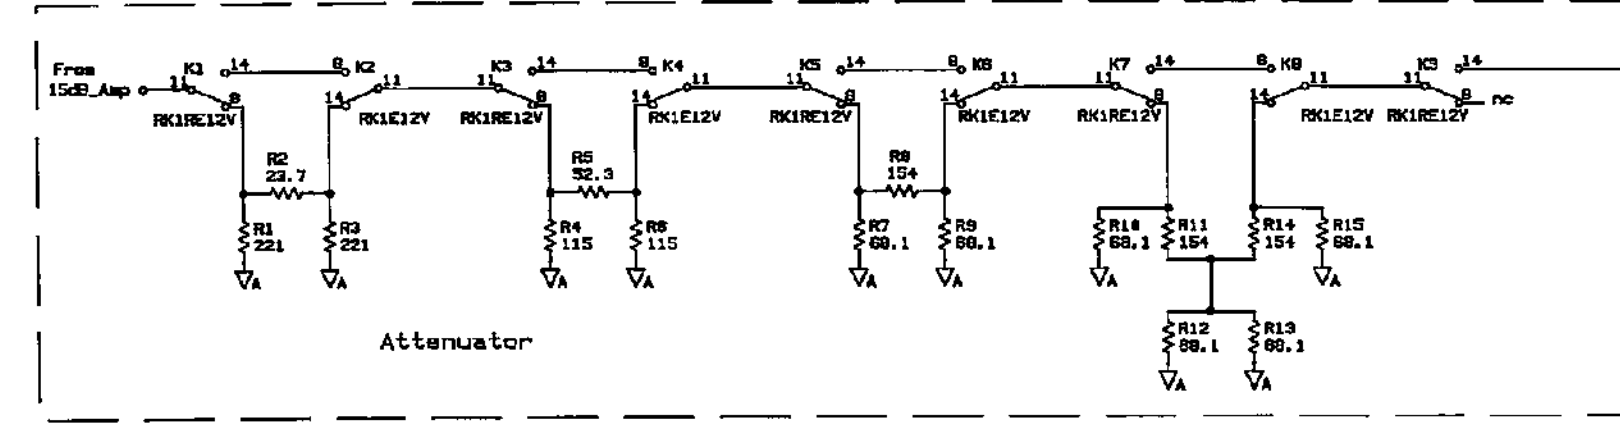 From
15dB_Amp
11
K1
14
8
RK1RE12V
8
K2
14
11
RK1E12V
K3
11
14
8
RK1RE12V
8
K4
14
11
RK1E12V
K5
11
14
8
RK1RE12V
8
K6
14
11
RK1E12V
K7
11
14
8
RK1RE12V
8
K8
14
11
RK1E12V
K9
11
14
8
nc
RK1RE12V
R2
23.7
R1
221
R3
221
A
A
R5
52.3
R4
115
R6
115
A
A
R8
154
R7
68.1
R9
68.1
A
A
R10
68.1
R11
154
R14
154
R15
68.1
A
A
R12
68.1
R13
68.1
A
A
Attenuator